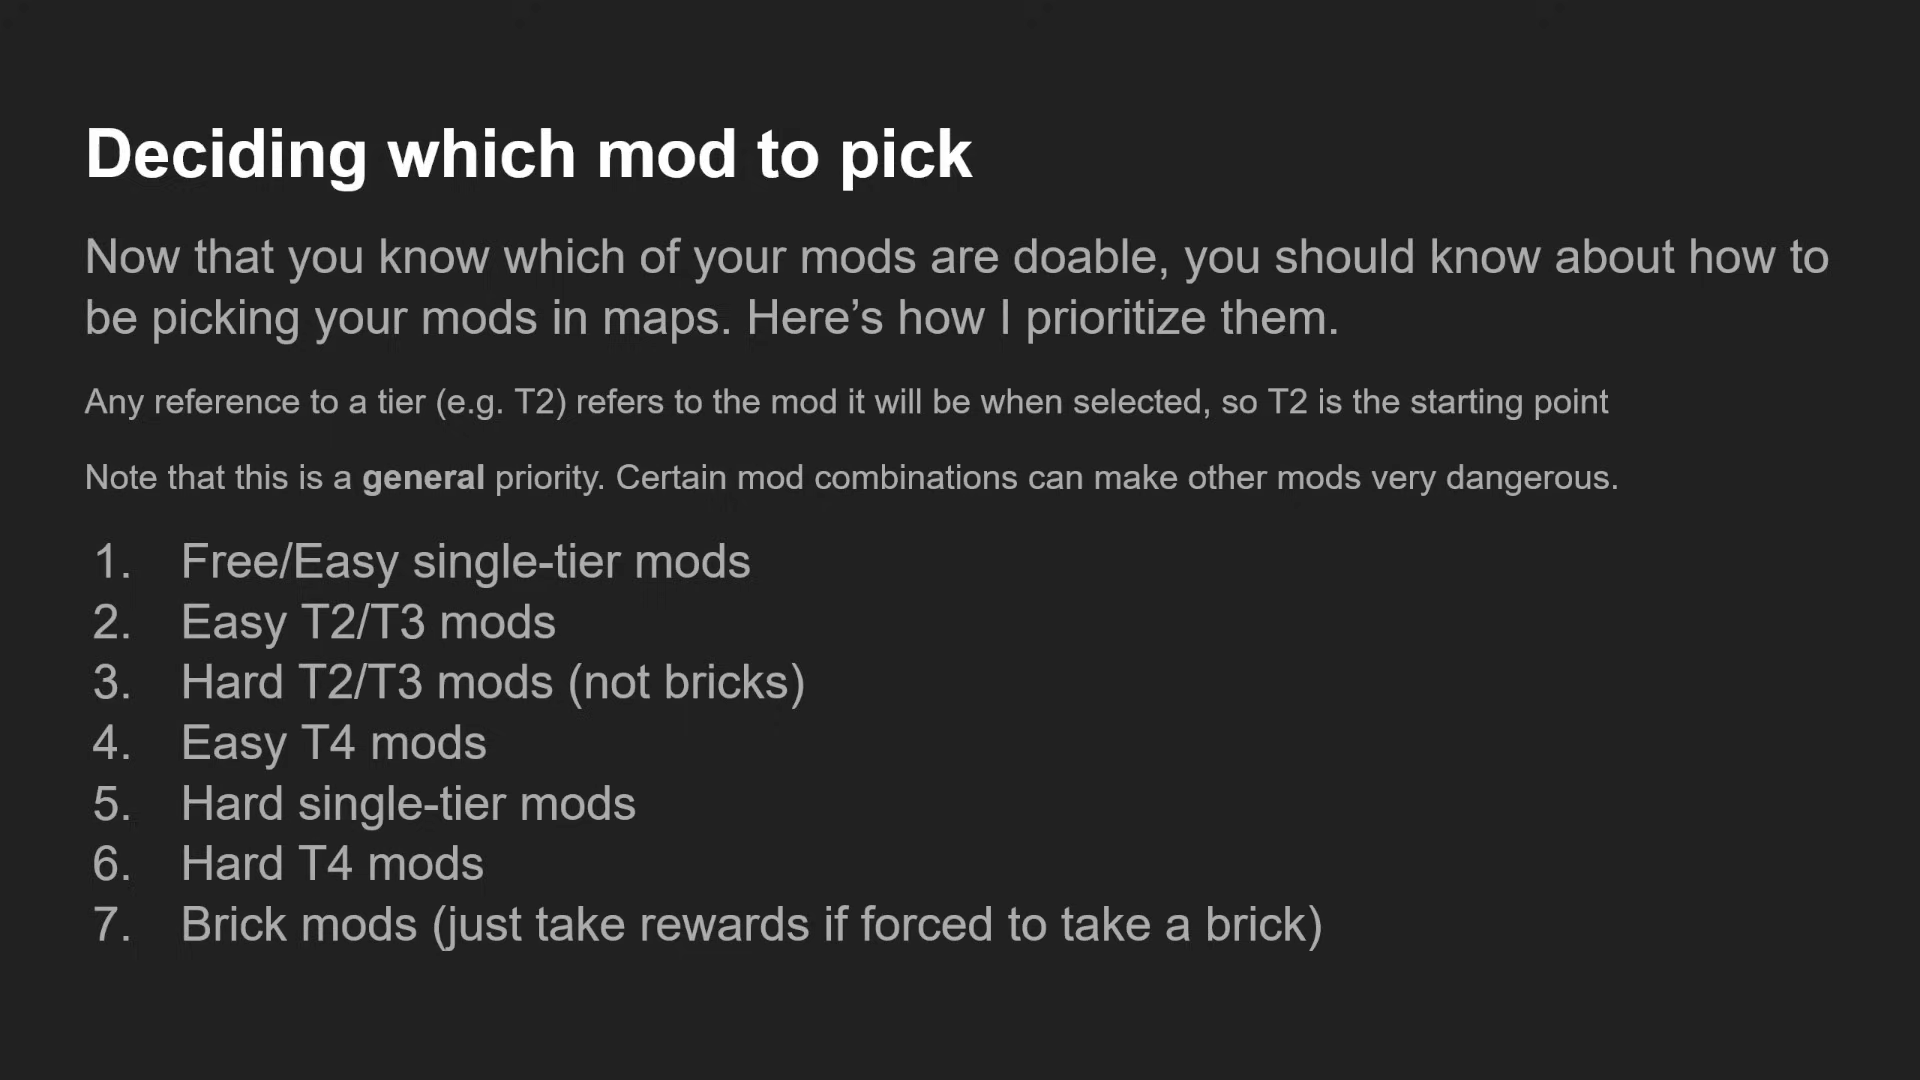 Deciding which mod to pick
Now that you know which of your mods are doable, you should know about how to
be picking your mods in maps. Here’s how I prioritize them.
Any reference to a tier (e.g. T2) refers to the mod it will be when selected, so T2 is the starting point
Note that this is a general priority. Certain mod combinations can make other mods very dangerous.
1. Free/Easy single-tier mods
2. Easy T2/T3 mods
3. Hard T2/T3 mods (not bricks)
4. Easy T4 mods
5. Hard single-tier mods
6. Hard T4 mods
7. Brick mods (just take rewards if forced to take a brick)